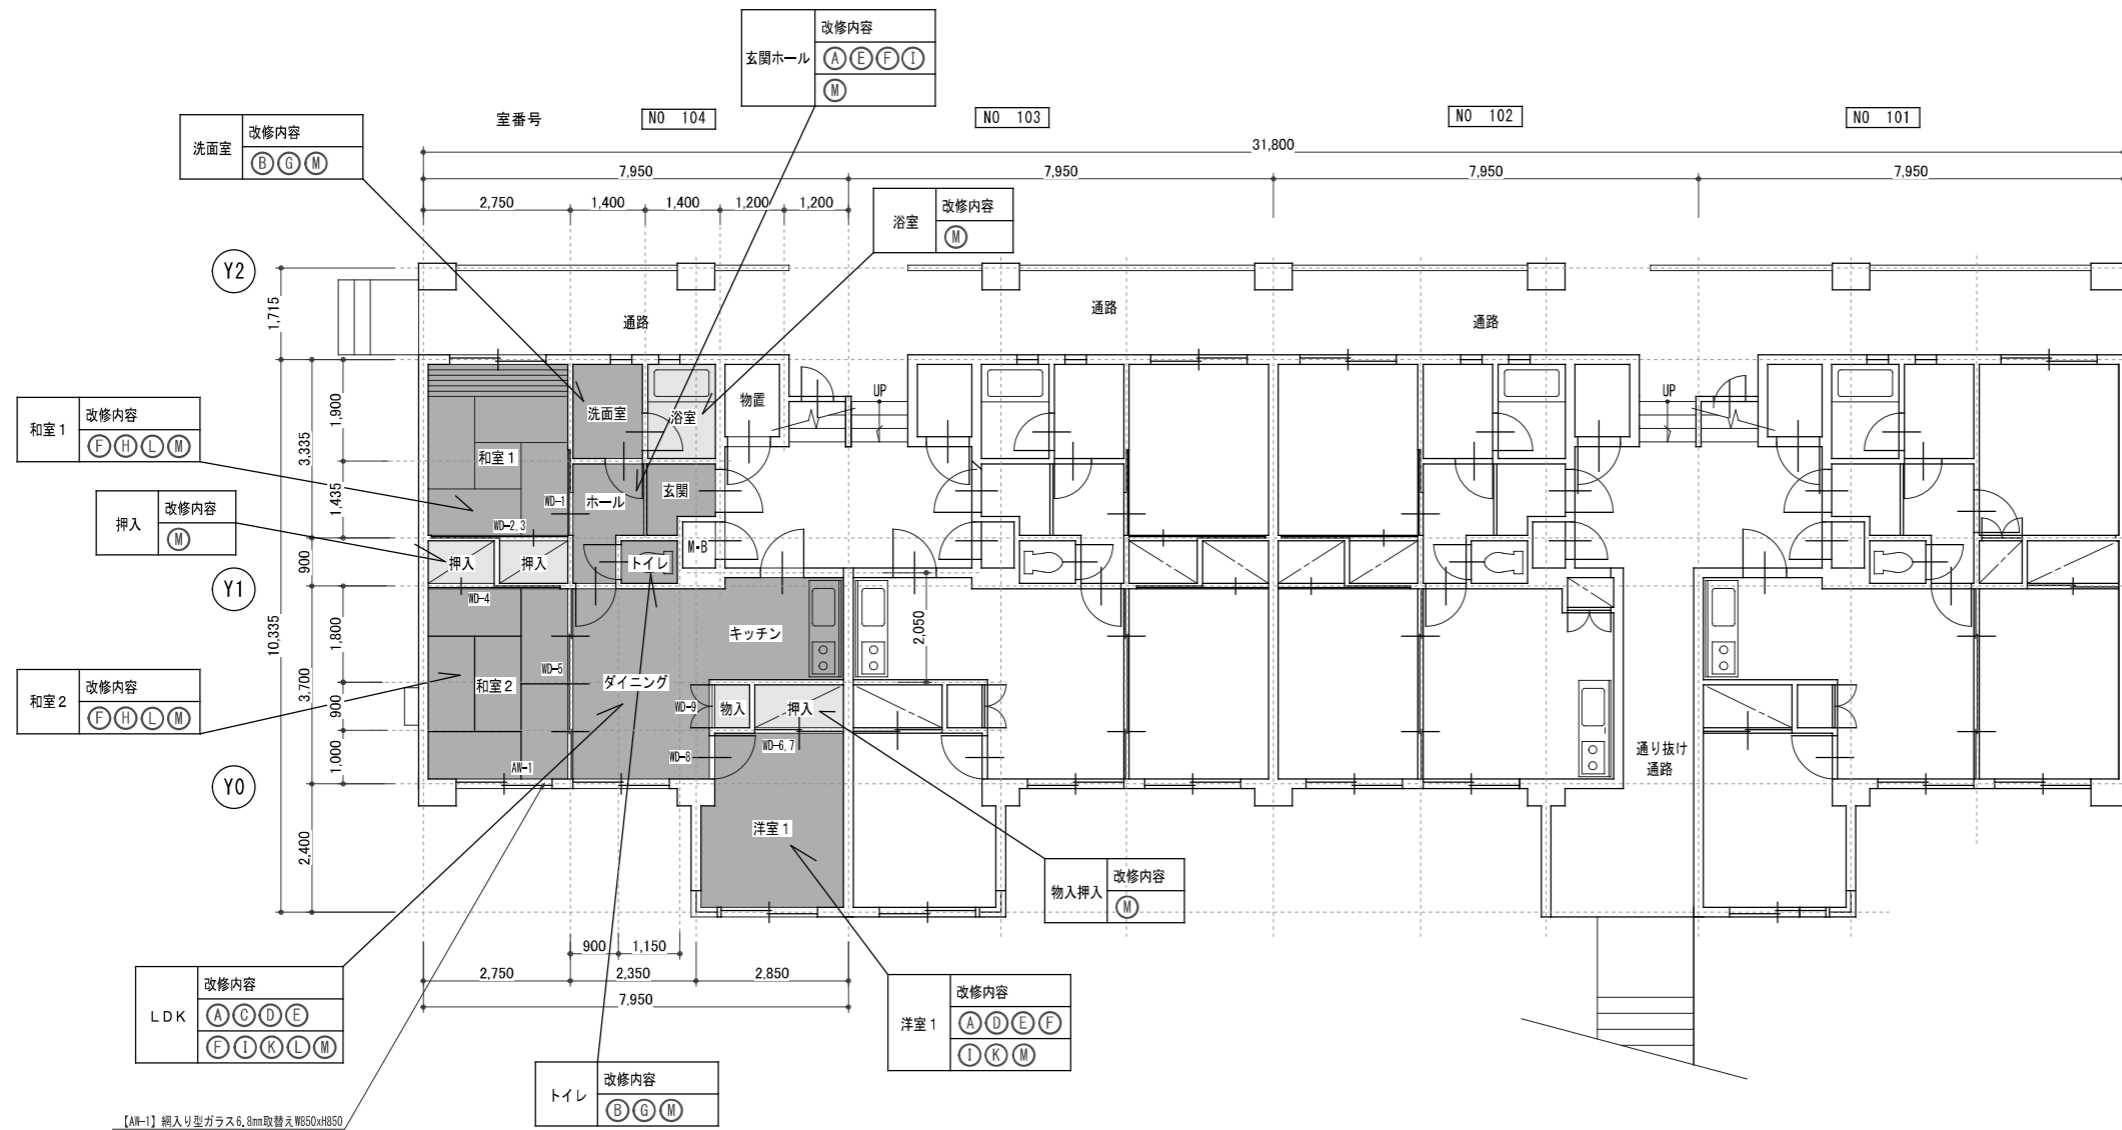 改修内容
玄関ホール
A E F I
M
室番号
NO 104
NO 103
NO 102
NO 101
改修内容
洗面室
B G M
31,800
7,950
7,950
7,950
7,950
2,750
1,400
1,400
1,200
1,200
改修内容
浴室
M
Y2
1,715
通路
通路
通路
UP
UP
改修内容
和室1
F H L M
1,900
3,335
1,435
洗面室
浴室
物置
和室1
WD-1
ホール
玄関
WD-2,3
改修内容
押入
M
900
押入
押入
トイレ
M・B
Y1
WD-4
10,335
1,800
3,700
900
1,000
キッチン
2,050
改修内容
和室2
F H L M
WD-5
和室2
ダイニング
WD-9
物入
押入
WD-6,7
WD-8
AW-1
通り抜け
通路
Y0
2,400
洋室1
改修内容
物入押入
M
900
1,150
2,750
2,350
2,850
7,950
改修内容
LDK
A C D E
F I K L M
改修内容
洋室1
A D E F
I K M
改修内容
トイレ
B G M
【AW-1】網入り型ガラス6.8mm取替えW850xH850